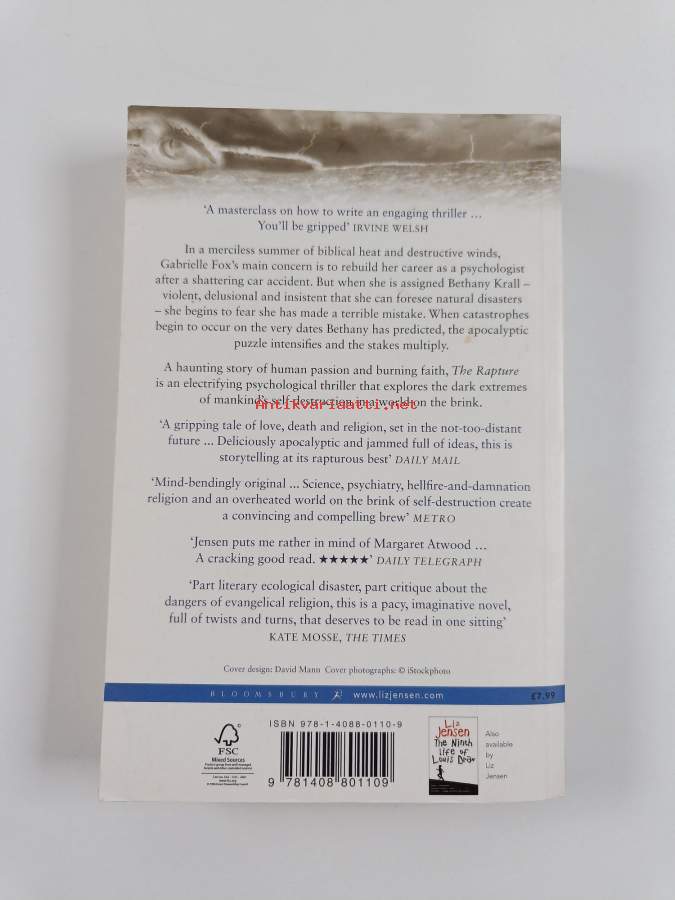 ‘A masterclass on how to write an engaging thriller ...
You’ll be gripped’ IRVINE WELSH
In a merciless summer of biblical heat and destructive winds,
Gabrielle Fox’s main concern is to rebuild her career as a psychologist
after a shattering car accident. But when she is assigned Bethany Krall –
violent, delusional and insistent that she can foresee natural disasters
– she begins to fear she has made a terrible mistake. When catastrophes
begin to occur on the very dates Bethany has predicted, the apocalyptic
puzzle intensifies and the stakes multiply.
A haunting story of human passion and burning faith, The Rapture
is an electrifying psychological thriller that explores the dark extremes
of mankind’s self-destruction in a world on the brink.
Antikvariaatti.net
‘A gripping tale of love, death and religion, set in the not-too-distant
future ... Deliciously apocalyptic and jammed full of ideas, this is
storytelling at its rapturous best’ DAILY MAIL
‘Mind-bendingly original ... Science, psychiatry, hellfire-and-damnation
religion and an overheated world on the brink of self-destruction create
a convincing and compelling brew’ METRO
‘Jensen puts me rather in mind of Margaret Atwood ...
A cracking good read. ★★★★★’ DAILY TELEGRAPH
‘Part literary ecological disaster, part critique about the
dangers of evangelical religion, this is a pacy, imaginative novel,
full of twists and turns, that deserves to be read in one sitting’
KATE MOSSE, THE TIMES
Cover design: David Mann Cover photographs: © iStockphoto
BLOOMSBURY www.lizjensen.com £7.99
FSC
Mixed Sources
ISBN 978-1-4088-0110-9
9 781408 801109
Liz
Jensen
The Ninth
life of
Louis Drax
Also
available
by
Liz
Jensen